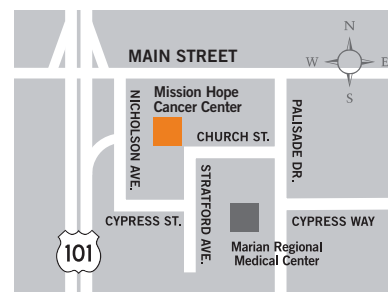 N
MAIN STREET
W
E
S
Mission Hope
Cancer Center
NICHOLSON AVE.
PALISADE DR.
CHURCH ST.
STRATFORD AVE.
CYPRESS ST.
CYPRESS WAY
101
Marian Regional
Medical Center